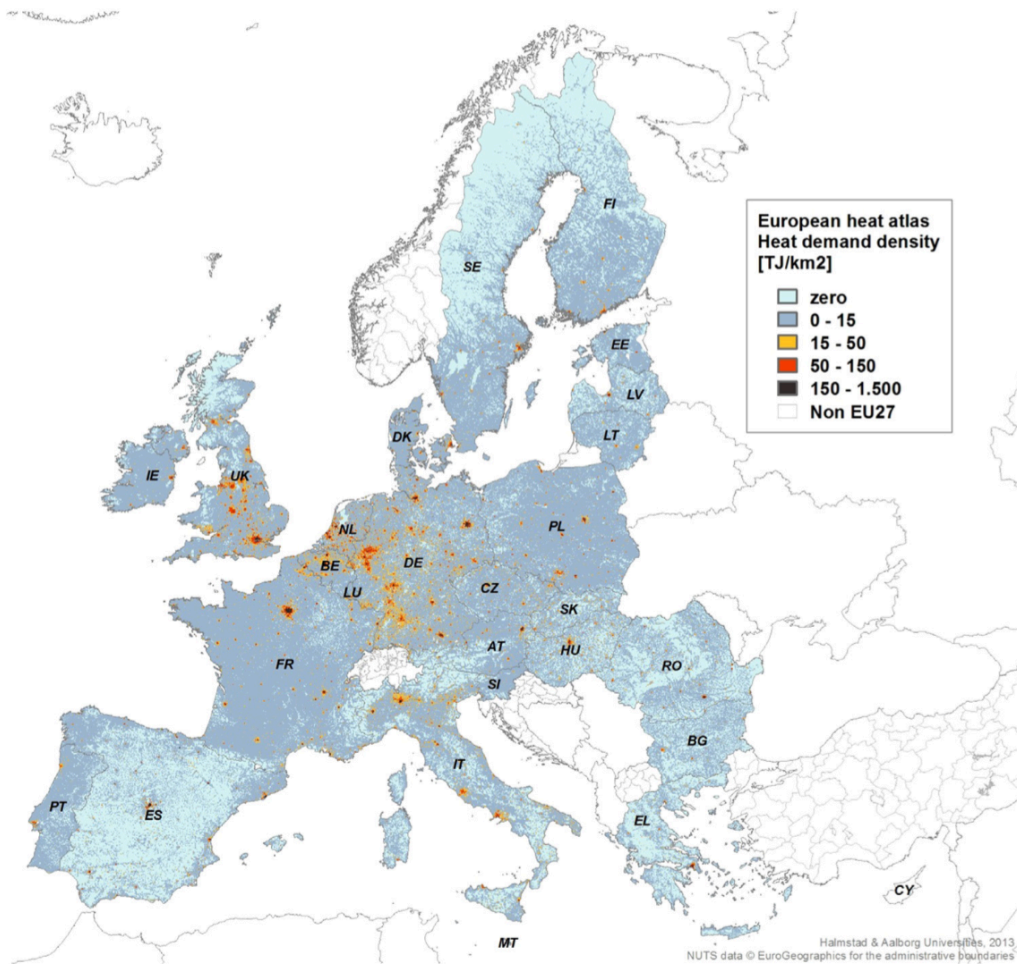 European heat atlas
Heat demand density
[TJ/km2]
zero
0 - 15
15 - 50
50 - 150
150 - 1.500
Non EU27
FI
SE
EE
LV
DK
LT
IE
UK
NL
PL
BE
DE
LU
CZ
SK
AT
HU
FR
SI
RO
BG
IT
PT
ES
EL
CY
MT
Halmstad & Aalborg Universities, 2013
NUTS data © EuroGeographics for the administrative boundaries